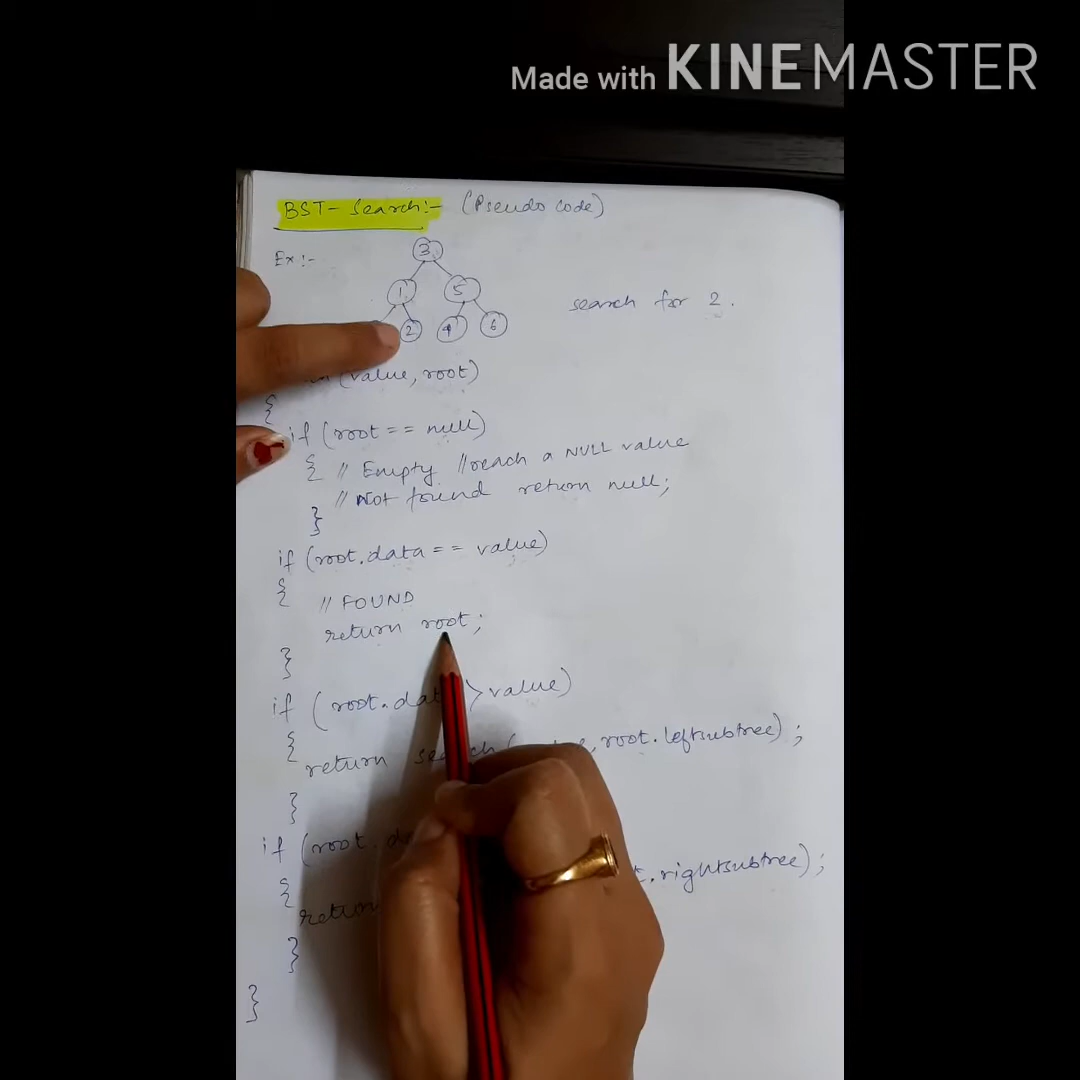 Made with KINEMASTER
BST- Search:- (Pseudo code)
Ex:-
3
1 5
2 4 6
search for 2.
(value, root)
{
if (root == null)
{ // Empty //reach a NULL value
// Not found return null;
}
if (root.data == value)
{
// FOUND
return root;
}
if (root.dat > value)
{
return search( , root.leftsubtree);
}
if (root.
{
return .rightsubtree);
}
}